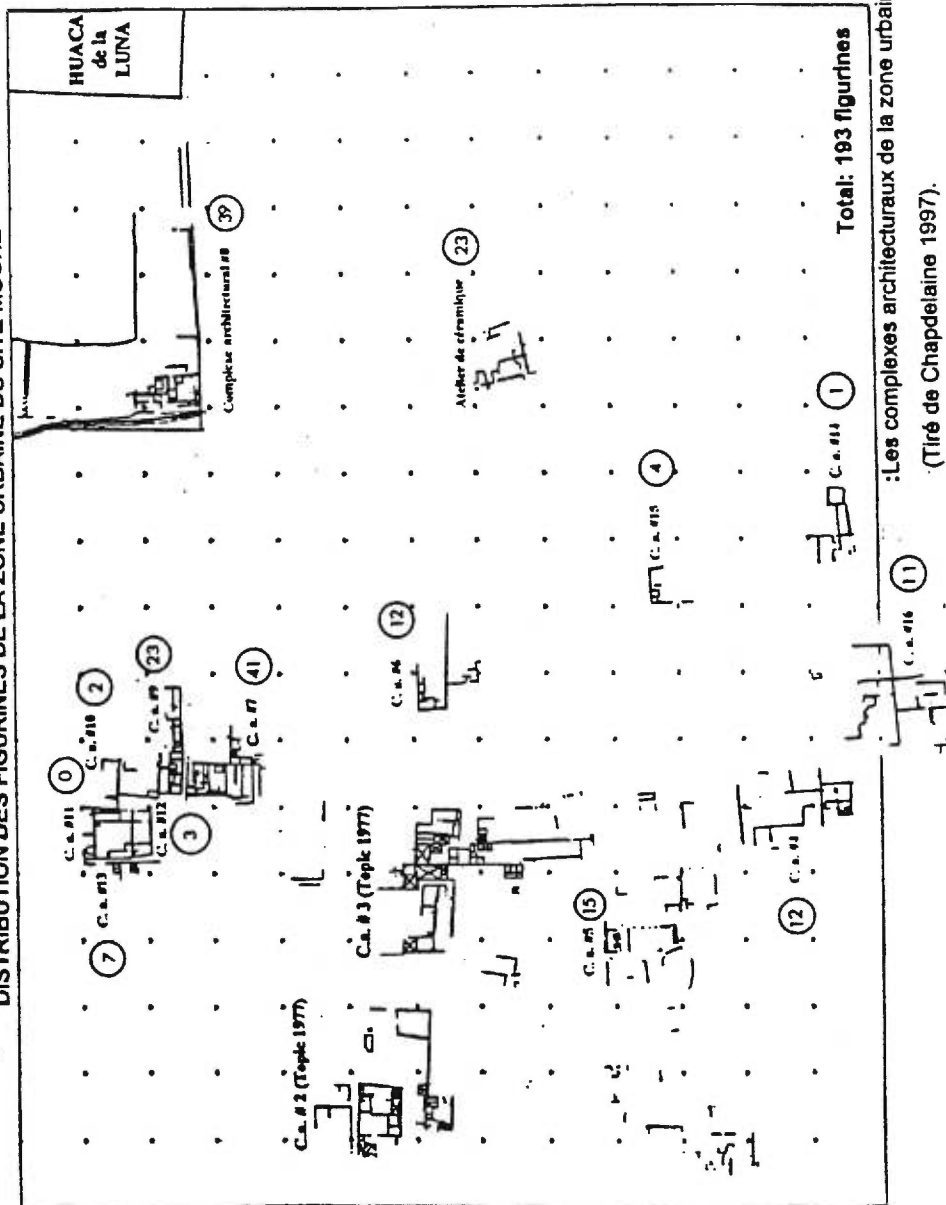 DISTRIBUTION DES FIGURINES DE LA ZONE URBAINE DU SITE MOCHE
HUACA
de la
LUNA
C. a. #11
0
C. a. #10
2
C. a. #13
7
C. a. #12
3
C. a. #9
23
C. a. #7
41
Complexe architectural #8
39
C.a. # 2 (Topic 1977)
C.a. # 3 (Topic 1977)
C. a. #6
12
Atelier de céramique
23
C. a. #5
15
C. a. #15
4
12
C. a. #14
1
C. a. #16
11
Total: 193 figurines
:Les complexes architecturaux de la zone urbai
(Tiré de Chapdelaine 1997).